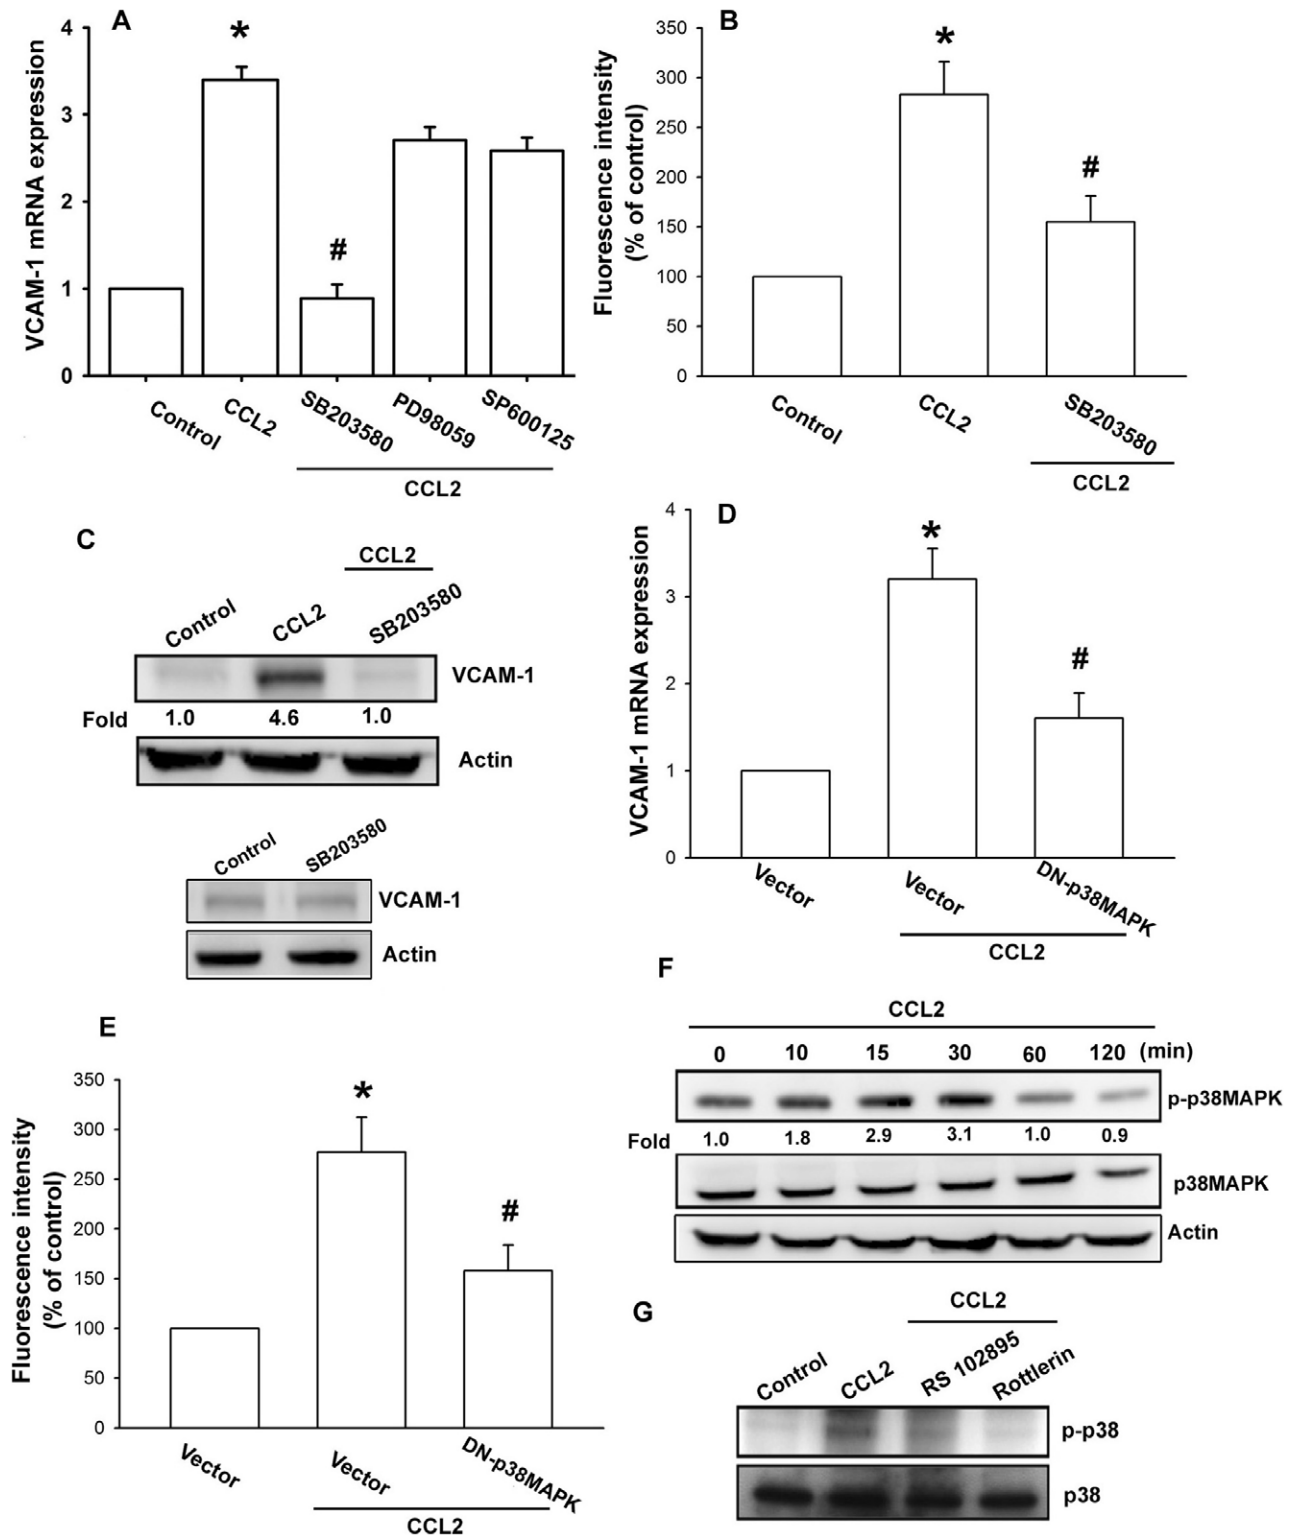 A
VCAM-1 mRNA expression
4
3
2
1
0
*
#
Control
CCL2
SB203580
PD98059
SP600125
CCL2
B
Fluorescence intensity
(% of control)
350
300
250
200
150
100
50
0
*
#
Control
CCL2
SB203580
CCL2
C
CCL2
Control
CCL2
SB203580
VCAM-1
Fold 1.0 4.6 1.0
Actin
Control
SB203580
VCAM-1
Actin
D
VCAM-1 mRNA expression
4
3
2
1
0
*
#
Vector
Vector
DN-p38MAPK
CCL2
E
Fluorescence intensity
(% of control)
350
300
250
200
150
100
50
0
*
#
Vector
Vector
DN-p38MAPK
CCL2
F
CCL2
0 10 15 30 60 120 (min)
p-p38MAPK
Fold 1.0 1.8 2.9 3.1 1.0 0.9
p38MAPK
Actin
G
CCL2
Control
CCL2
RS 102895
Rottlerin
p-p38
p38